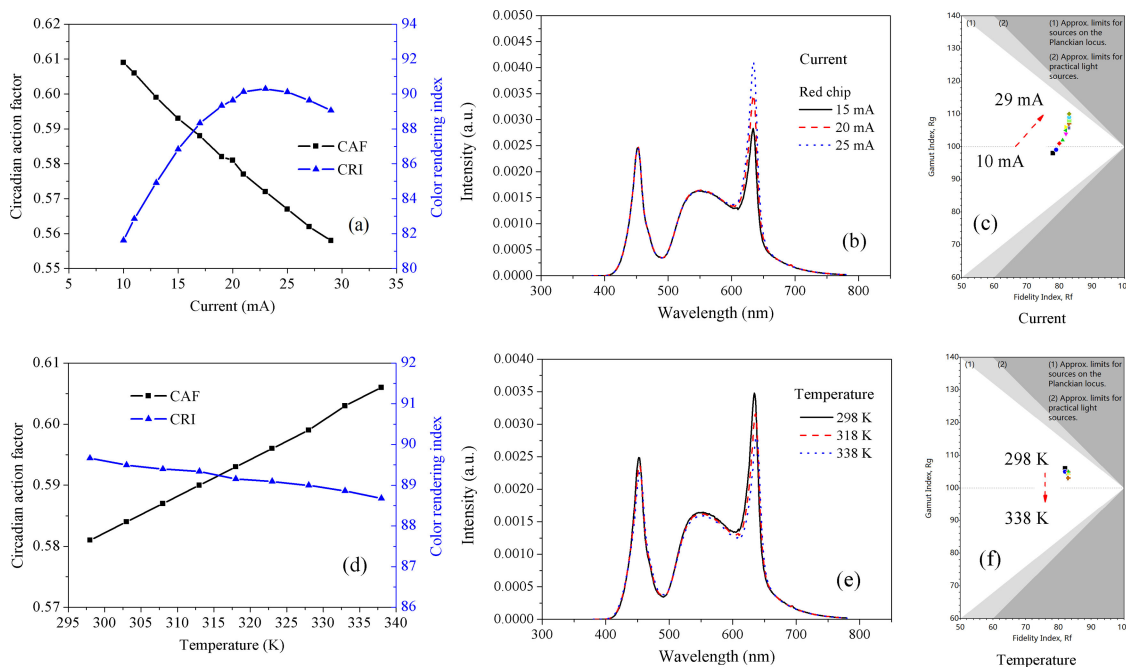 0.62
0.61
0.60
0.59
0.58
0.57
0.56
0.55
Circadian action factor
5
10
15
20
25
30
35
Current (mA)
94
92
90
88
86
84
82
80
Color rendering index
CAF
CRI
(a)
0.0050
0.0045
0.0040
0.0035
0.0030
0.0025
0.0020
0.0015
0.0010
0.0005
0.0000
Intensity (a.u.)
300
400
500
600
700
800
Wavelength (nm)
Current
Red chip
15 mA
20 mA
25 mA
(b)
140
130
120
110
100
90
80
70
60
Gamut Index, Rg
(1)
(2)
(1) Approx. limits for
sources on the
Planckian locus.
(2) Approx. limits for
practical light
sources.
29 mA
10 mA
(c)
50
60
70
80
90
100
Fidelity Index, Rf
Current
0.61
0.60
0.59
0.58
0.57
Circadian action factor
295
300
305
310
315
320
325
330
335
340
Temperature (K)
92
91
90
89
88
87
86
Color rendering index
CAF
CRI
(d)
0.0040
0.0035
0.0030
0.0025
0.0020
0.0015
0.0010
0.0005
0.0000
Intensity (a.u.)
300
400
500
600
700
800
Wavelength (nm)
Temperature
298 K
318 K
338 K
(e)
140
130
120
110
100
90
80
70
60
Gamut Index, Rg
(1)
(2)
(1) Approx. limits for
sources on the
Planckian locus.
(2) Approx. limits for
practical light
sources.
298 K
338 K
(f)
50
60
70
80
90
100
Fidelity Index, Rf
Temperature